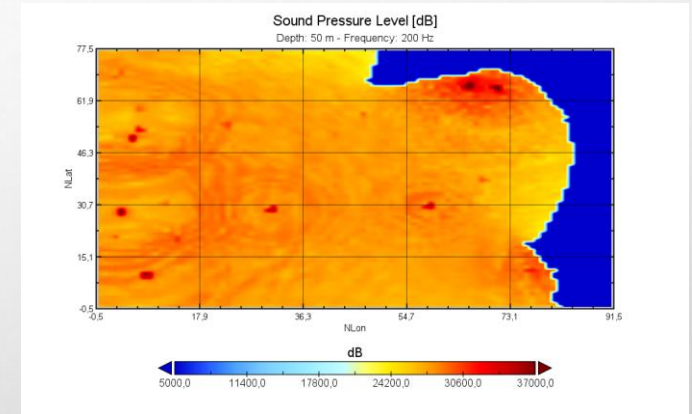 Sound Pressure Level [dB]
Depth: 50 m - Frequency: 200 Hz
77,5
61,9
46,3
30,7
15,1
-0,5
NLat
-0,5 17,9 36,3 54,7 73,1 91,5
NLon
dB
5000,0 11400,0 17800,0 24200,0 30600,0 37000,0